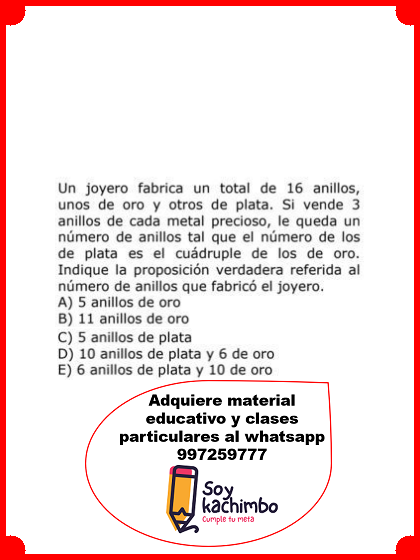 Un joyero fabrica un total de 16 anillos,
unos de oro y otros de plata. Si vende 3
anillos de cada metal precioso, le queda un
número de anillos tal que el número de los
de plata es el cuádruple de los de oro.
Indique la proposición verdadera referida al
número de anillos que fabricó el joyero.
A) 5 anillos de oro
B) 11 anillos de oro
C) 5 anillos de plata
D) 10 anillos de plata y 6 de oro
E) 6 anillos de plata y 10 de oro
Adquiere material
educativo y clases
particulares al whatsapp
997259777
Soy
kachimbo
Cumple tu meta